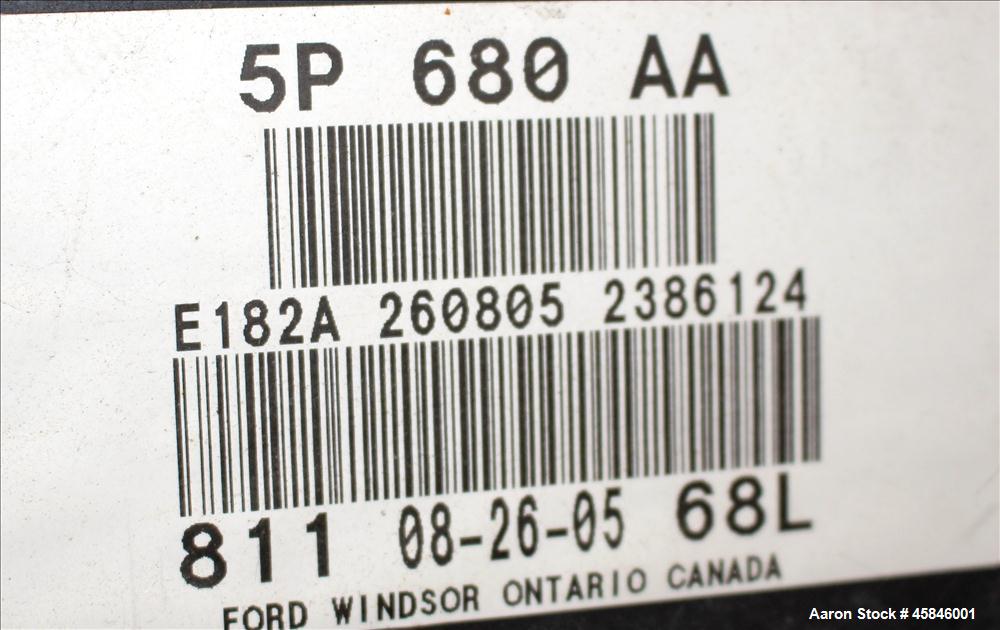 5P 680 AA
E182A 260805 2386124
811 08-26-05 68L
FORD WINDSOR ONTARIO CANADA
Aaron Stock # 45846001